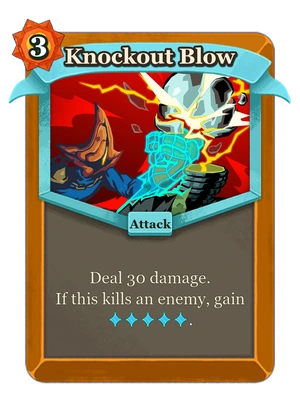 3
Knockout Blow
Attack
Deal 30 damage.
If this kills an enemy, gain
✦✦✦✦✦.